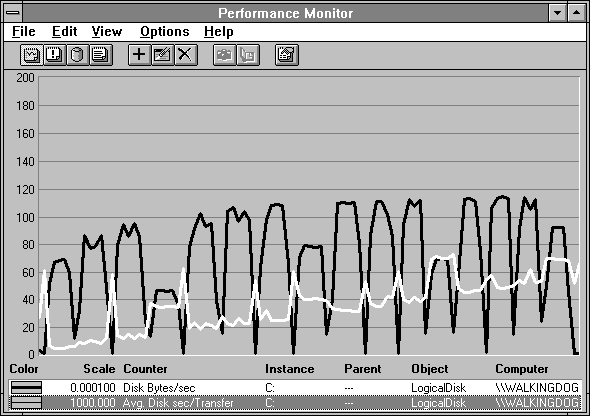 Performance Monitor
File Edit View Options Help
200
180
160
140
120
100
80
60
40
20
0
Color Scale Counter Instance Parent Object Computer
0.000100 Disk Bytes/sec C: --- LogicalDisk \\WALKINGDOG
1000.000 Avg. Disk sec/Transfer C: --- LogicalDisk \\WALKINGDOG